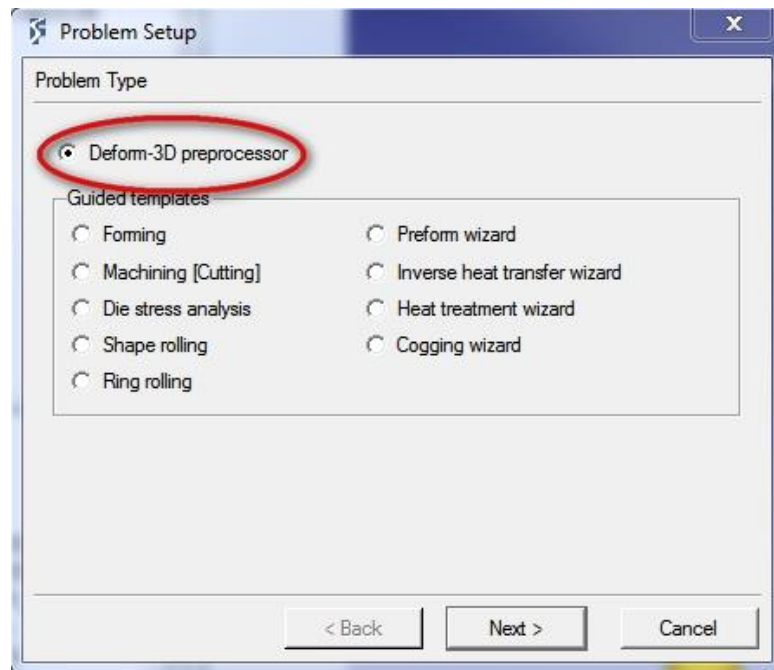 Problem Setup
X
Problem Type
Deform-3D preprocessor
Guided templates
Forming
Machining [Cutting]
Die stress analysis
Shape rolling
Ring rolling
Preform wizard
Inverse heat transfer wizard
Heat treatment wizard
Cogging wizard
< Back
Next >
Cancel